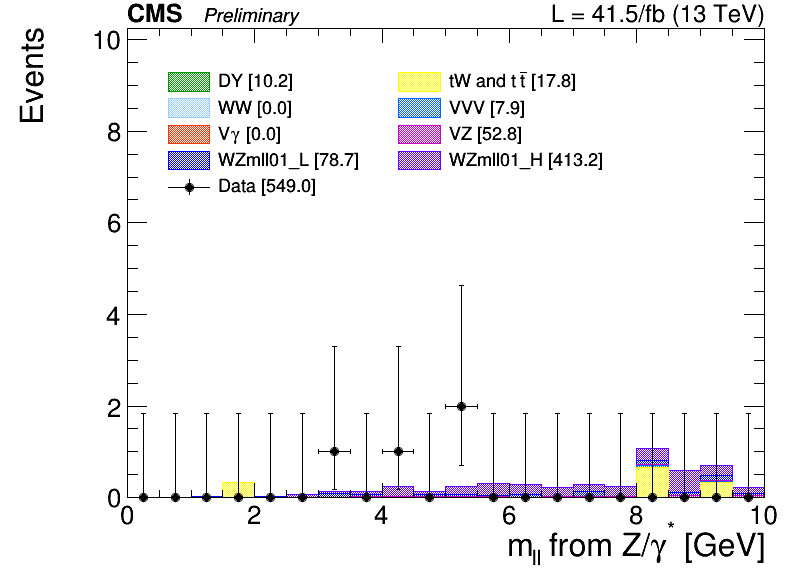 CMS Preliminary L = 41.5/fb (13 TeV)
Events
10
8
6
4
2
0
DY [10.2] tW and tt̅ [17.8]
WW [0.0] VVV [7.9]
Vγ [0.0] VZ [52.8]
WZmll01_L [78.7] WZmll01_H [413.2]
Data [549.0]
0 2 4 6 8 10
m_ll from Z/γ* [GeV]